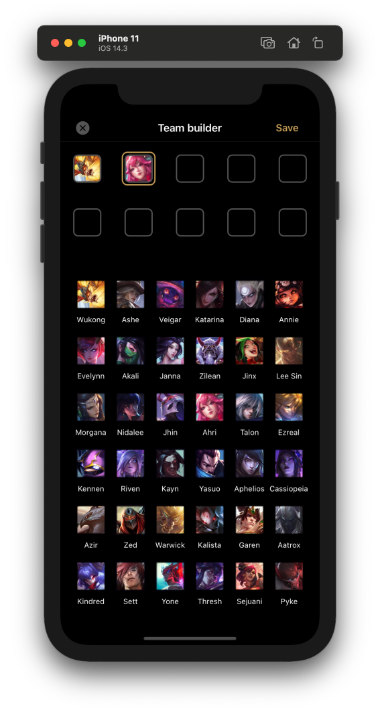 iPhone 11
iOS 14.3
Team builder Save
Wukong Ashe Veigar Katarina Diana Annie
Evelynn Akali Janna Zilean Jinx Lee Sin
Morgana Nidalee Jhin Ahri Talon Ezreal
Kennen Riven Kayn Yasuo Aphelios Cassiopeia
Azir Zed Warwick Kalista Garen Aatrox
Kindred Sett Yone Thresh Sejuani Pyke